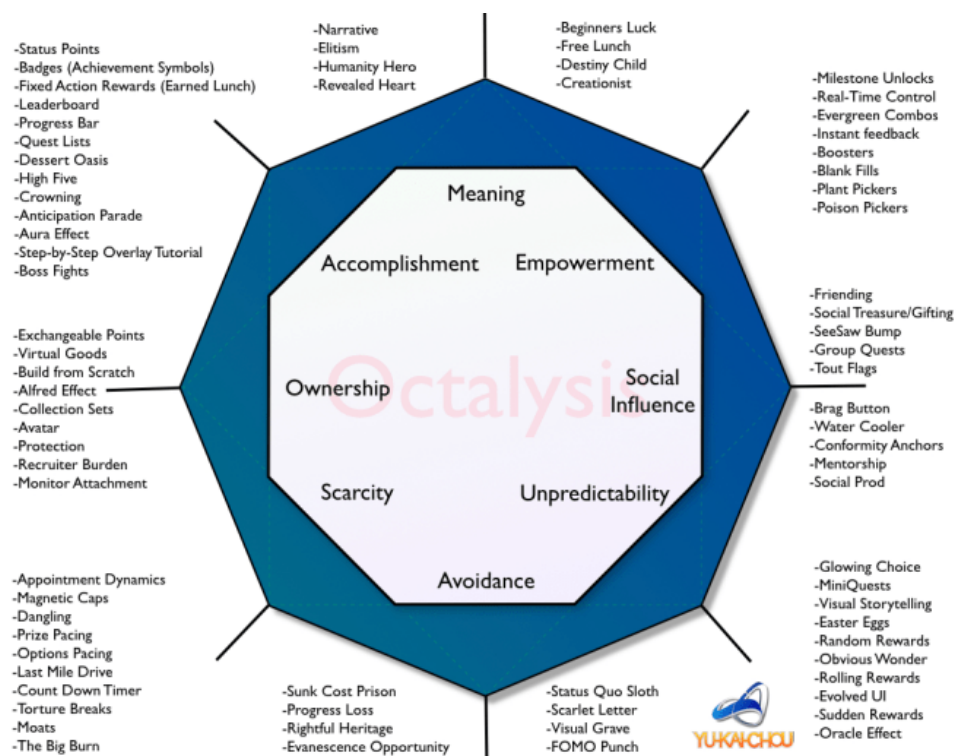 -Narrative
-Elitism
-Humanity Hero
-Revealed Heart
-Beginners Luck
-Free Lunch
-Destiny Child
-Creationist
-Status Points
-Badges (Achievement Symbols)
-Fixed Action Rewards (Earned Lunch)
-Leaderboard
-Progress Bar
-Quest Lists
-Dessert Oasis
-High Five
-Crowning
-Anticipation Parade
-Aura Effect
-Step-by-Step Overlay Tutorial
-Boss Fights
-Milestone Unlocks
-Real-Time Control
-Evergreen Combos
-Instant feedback
-Boosters
-Blank Fills
-Plant Pickers
-Poison Pickers
Meaning
Accomplishment
Empowerment
Ownership
Octalysis
Social
Influence
Scarcity
Unpredictability
Avoidance
-Exchangeable Points
-Virtual Goods
-Build from Scratch
-Alfred Effect
-Collection Sets
-Avatar
-Protection
-Recruiter Burden
-Monitor Attachment
-Friending
-Social Treasure/Gifting
-SeeSaw Bump
-Group Quests
-Tout Flags
-Brag Button
-Water Cooler
-Conformity Anchors
-Mentorship
-Social Prod
-Appointment Dynamics
-Magnetic Caps
-Dangling
-Prize Pacing
-Options Pacing
-Last Mile Drive
-Count Down Timer
-Torture Breaks
-Moats
-The Big Burn
-Sunk Cost Prison
-Progress Loss
-Rightful Heritage
-Evanescence Opportunity
-Status Quo Sloth
-Scarlet Letter
-Visual Grave
-FOMO Punch
YU-KAI-CHOU
-Glowing Choice
-MiniQuests
-Visual Storytelling
-Easter Eggs
-Random Rewards
-Obvious Wonder
-Rolling Rewards
-Evolved UI
-Sudden Rewards
-Oracle Effect